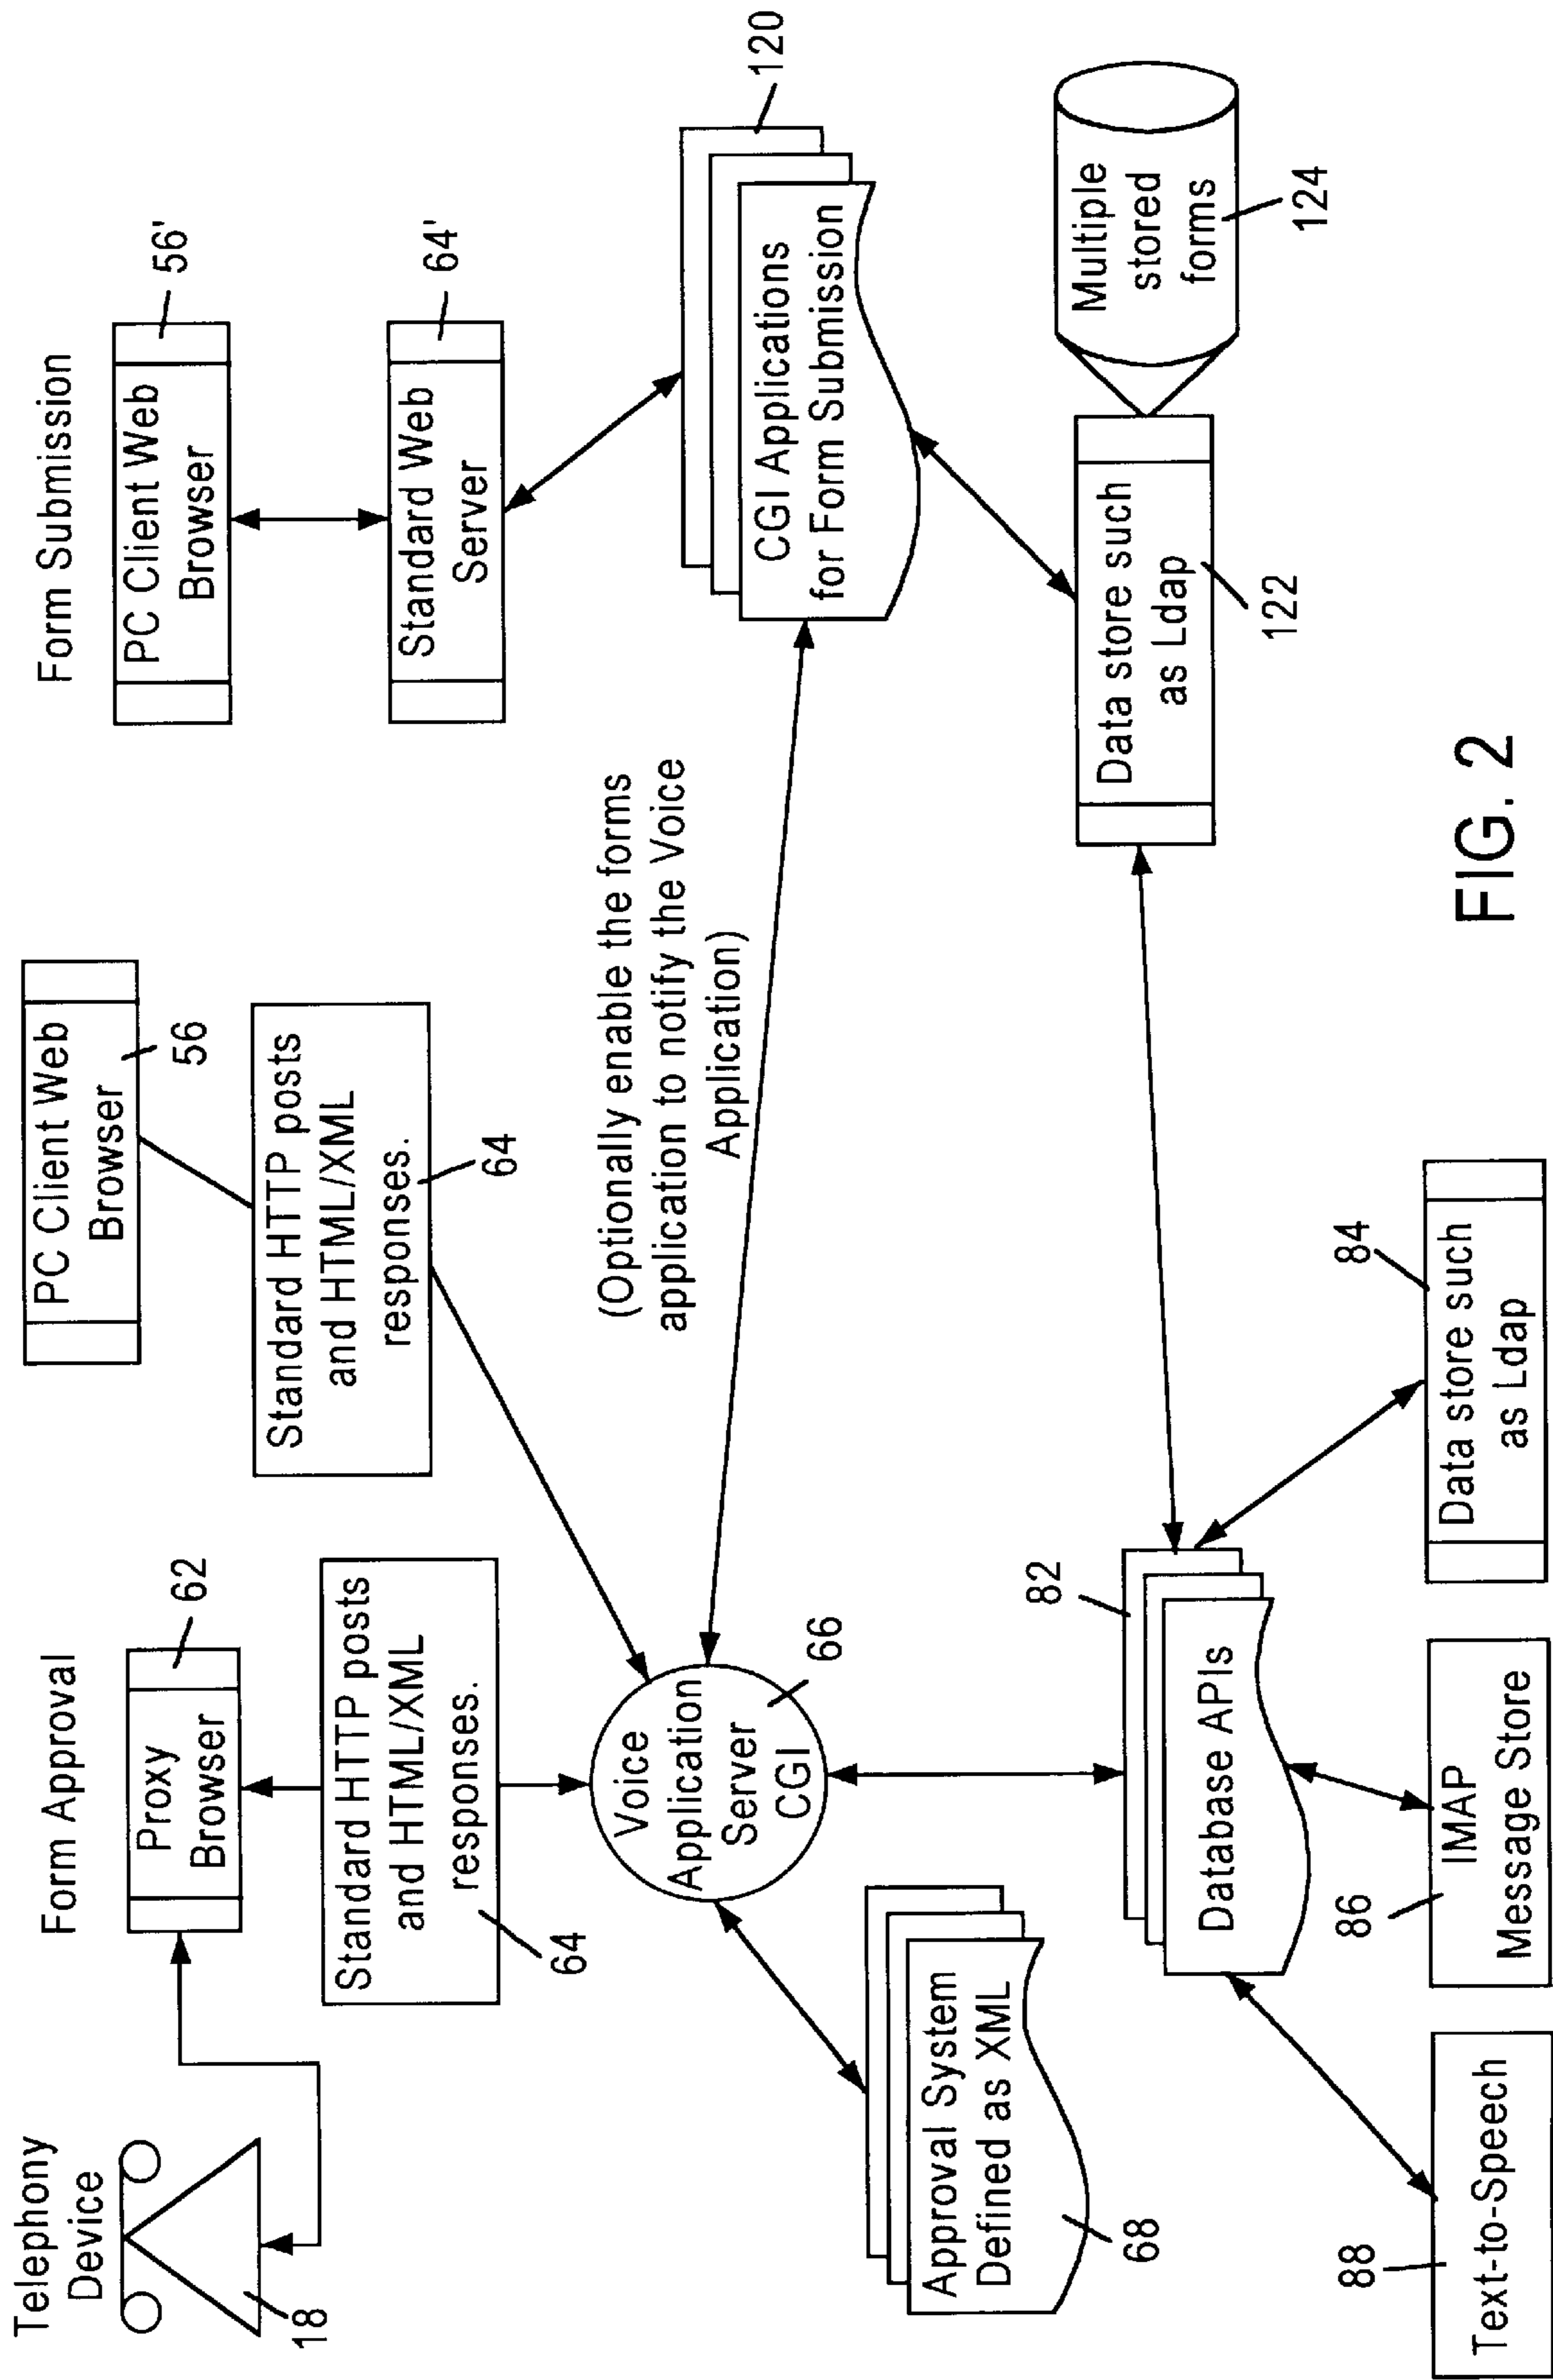 Telephony
Device
18
Form Approval
Proxy
Browser
62
Standard HTTP posts
and HTML/XML
responses.
64
PC Client Web
Browser
56
Standard HTTP posts
and HTML/XML
responses.
64
Form Submission
PC Client Web
Browser
56'
Standard Web
Server
64'
Voice
Application
Server
CGI
66
(Optionally enable the forms
application to notify the Voice
Application)
CGI Applications
for Form Submission
120
Approval System
Defined as XML
68
Database APIs
82
Data store such
as Ldap
122
Multiple
stored
forms
124
Text-to-Speech
88
IMAP
Message Store
86
Data store such
as Ldap
84
FIG. 2